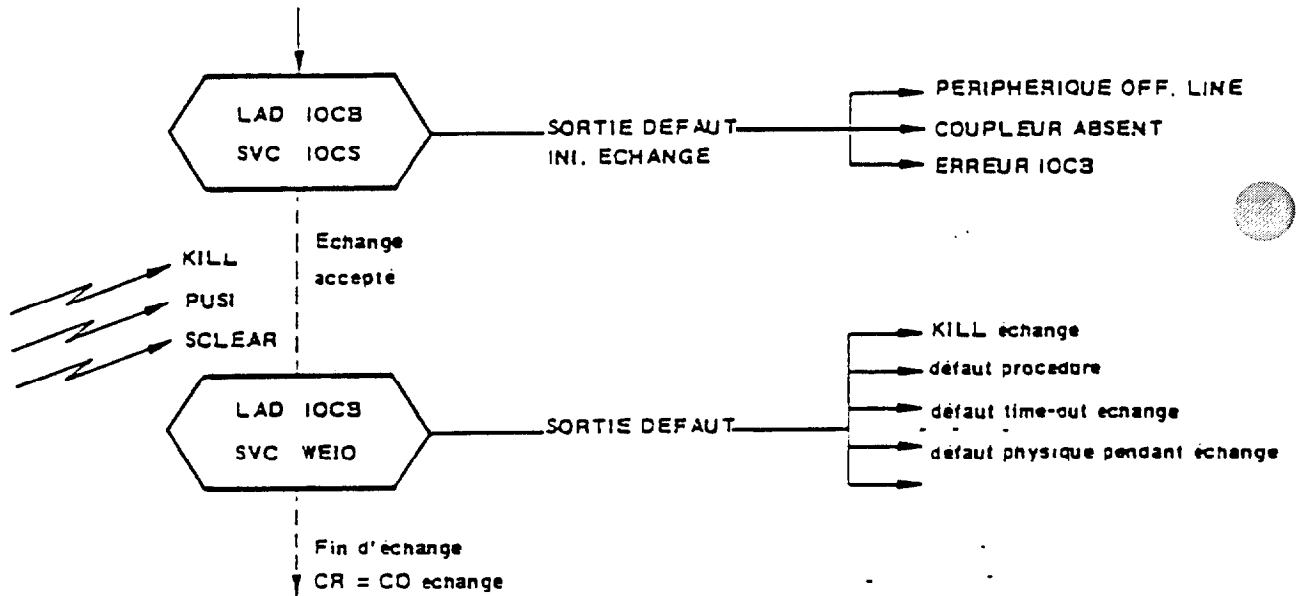 LAD IOCB
SVC IOCS
SORTIE DEFAUT
INI. ECHANGE
PERIPHERIQUE OFF. LINE
COUPLEUR ABSENT
ERREUR IOCB
Echange
accepté
KILL
PUSI
SCLEAR
LAD IOCB
SVC WEIO
SORTIE DEFAUT
KILL échange
défaut procédure
défaut time-out échange
défaut physique pendant échange
Fin d'échange
CR = CO echange